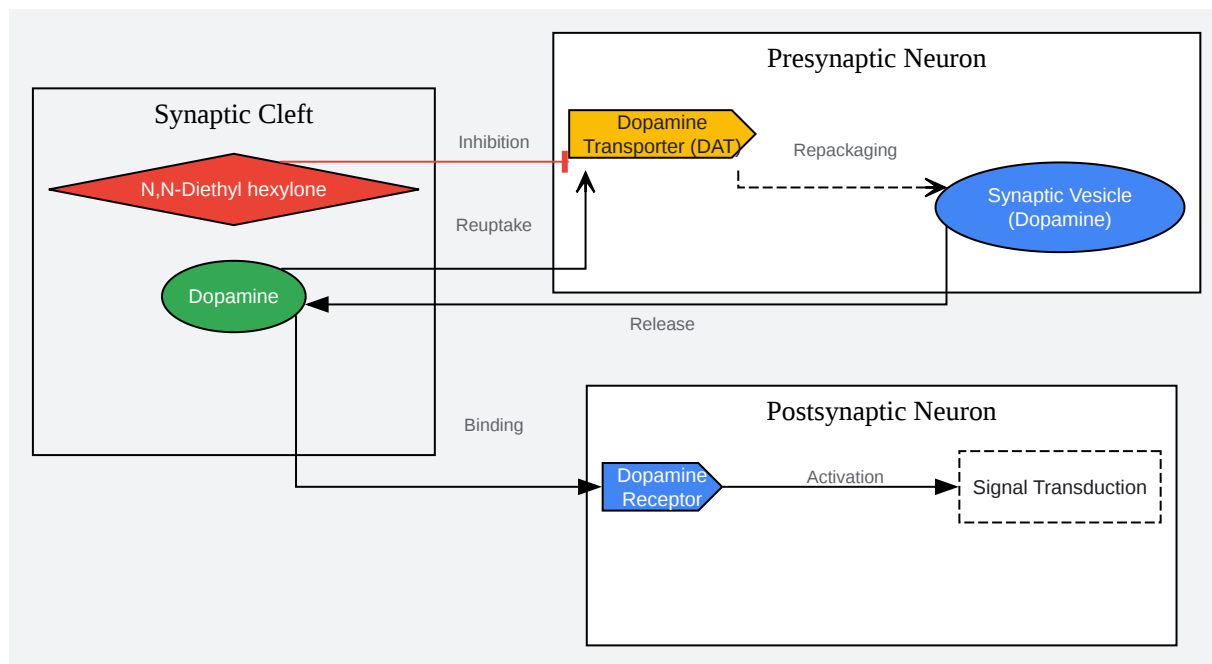 Presynaptic Neuron
Synaptic Cleft
Dopamine
Transporter (DAT)
Inhibition
Repackaging
N,N-Diethyl hexylone
Synaptic Vesicle
(Dopamine)
Reuptake
Dopamine
Release
Postsynaptic Neuron
Binding
Dopamine
Receptor
Activation
Signal Transduction